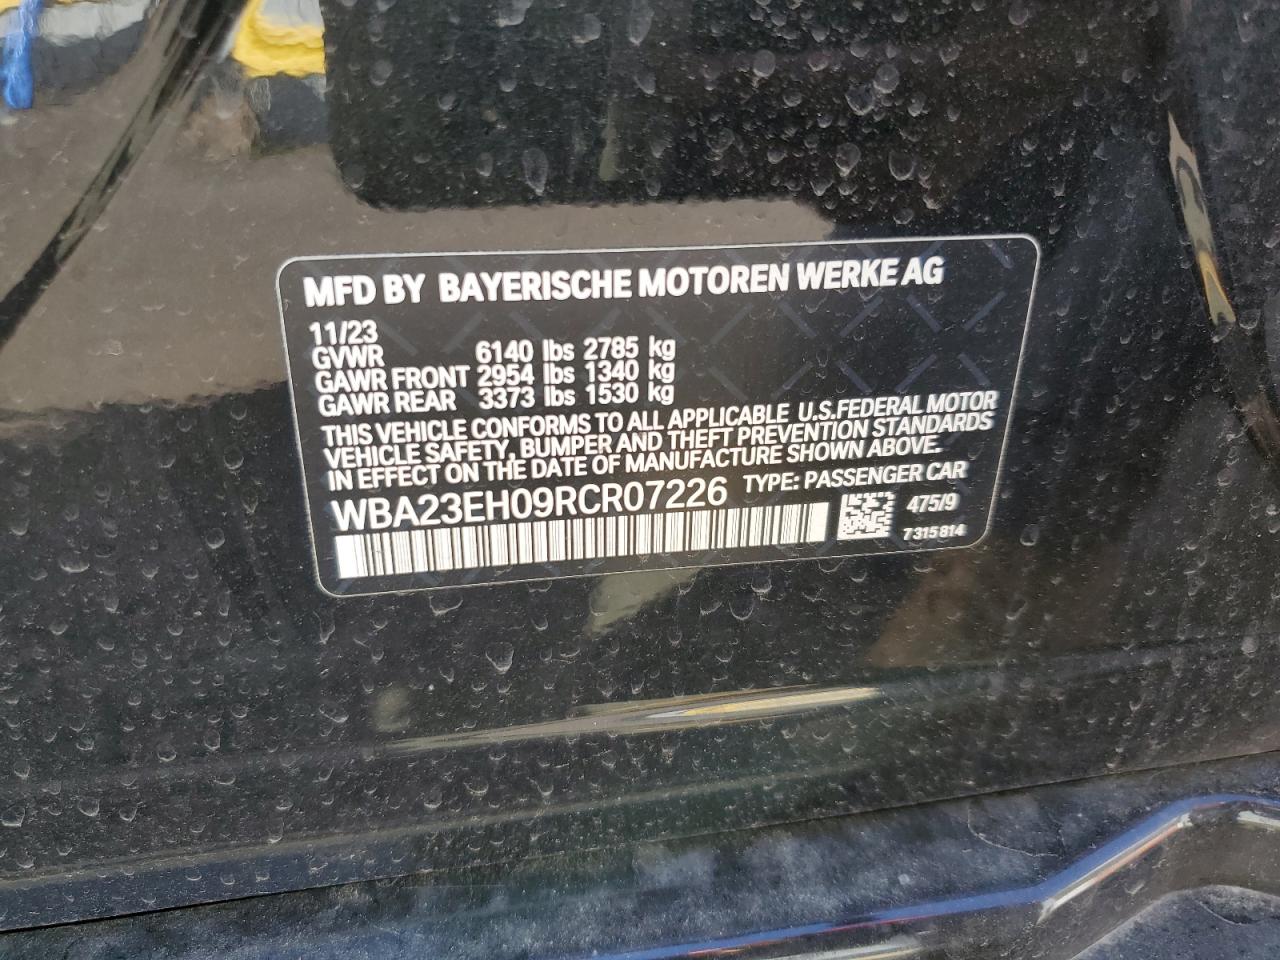 MFD BY BAYERISCHE MOTOREN WERKE AG
11/23
GVWR 6140 lbs 2785 kg
GAWR FRONT 2954 lbs 1340 kg
GAWR REAR 3373 lbs 1530 kg
THIS VEHICLE CONFORMS TO ALL APPLICABLE U.S.FEDERAL MOTOR
VEHICLE SAFETY, BUMPER AND THEFT PREVENTION STANDARDS
IN EFFECT ON THE DATE OF MANUFACTURE SHOWN ABOVE.
WBA23EH09RCR07226 TYPE: PASSENGER CAR
475/9
7315814